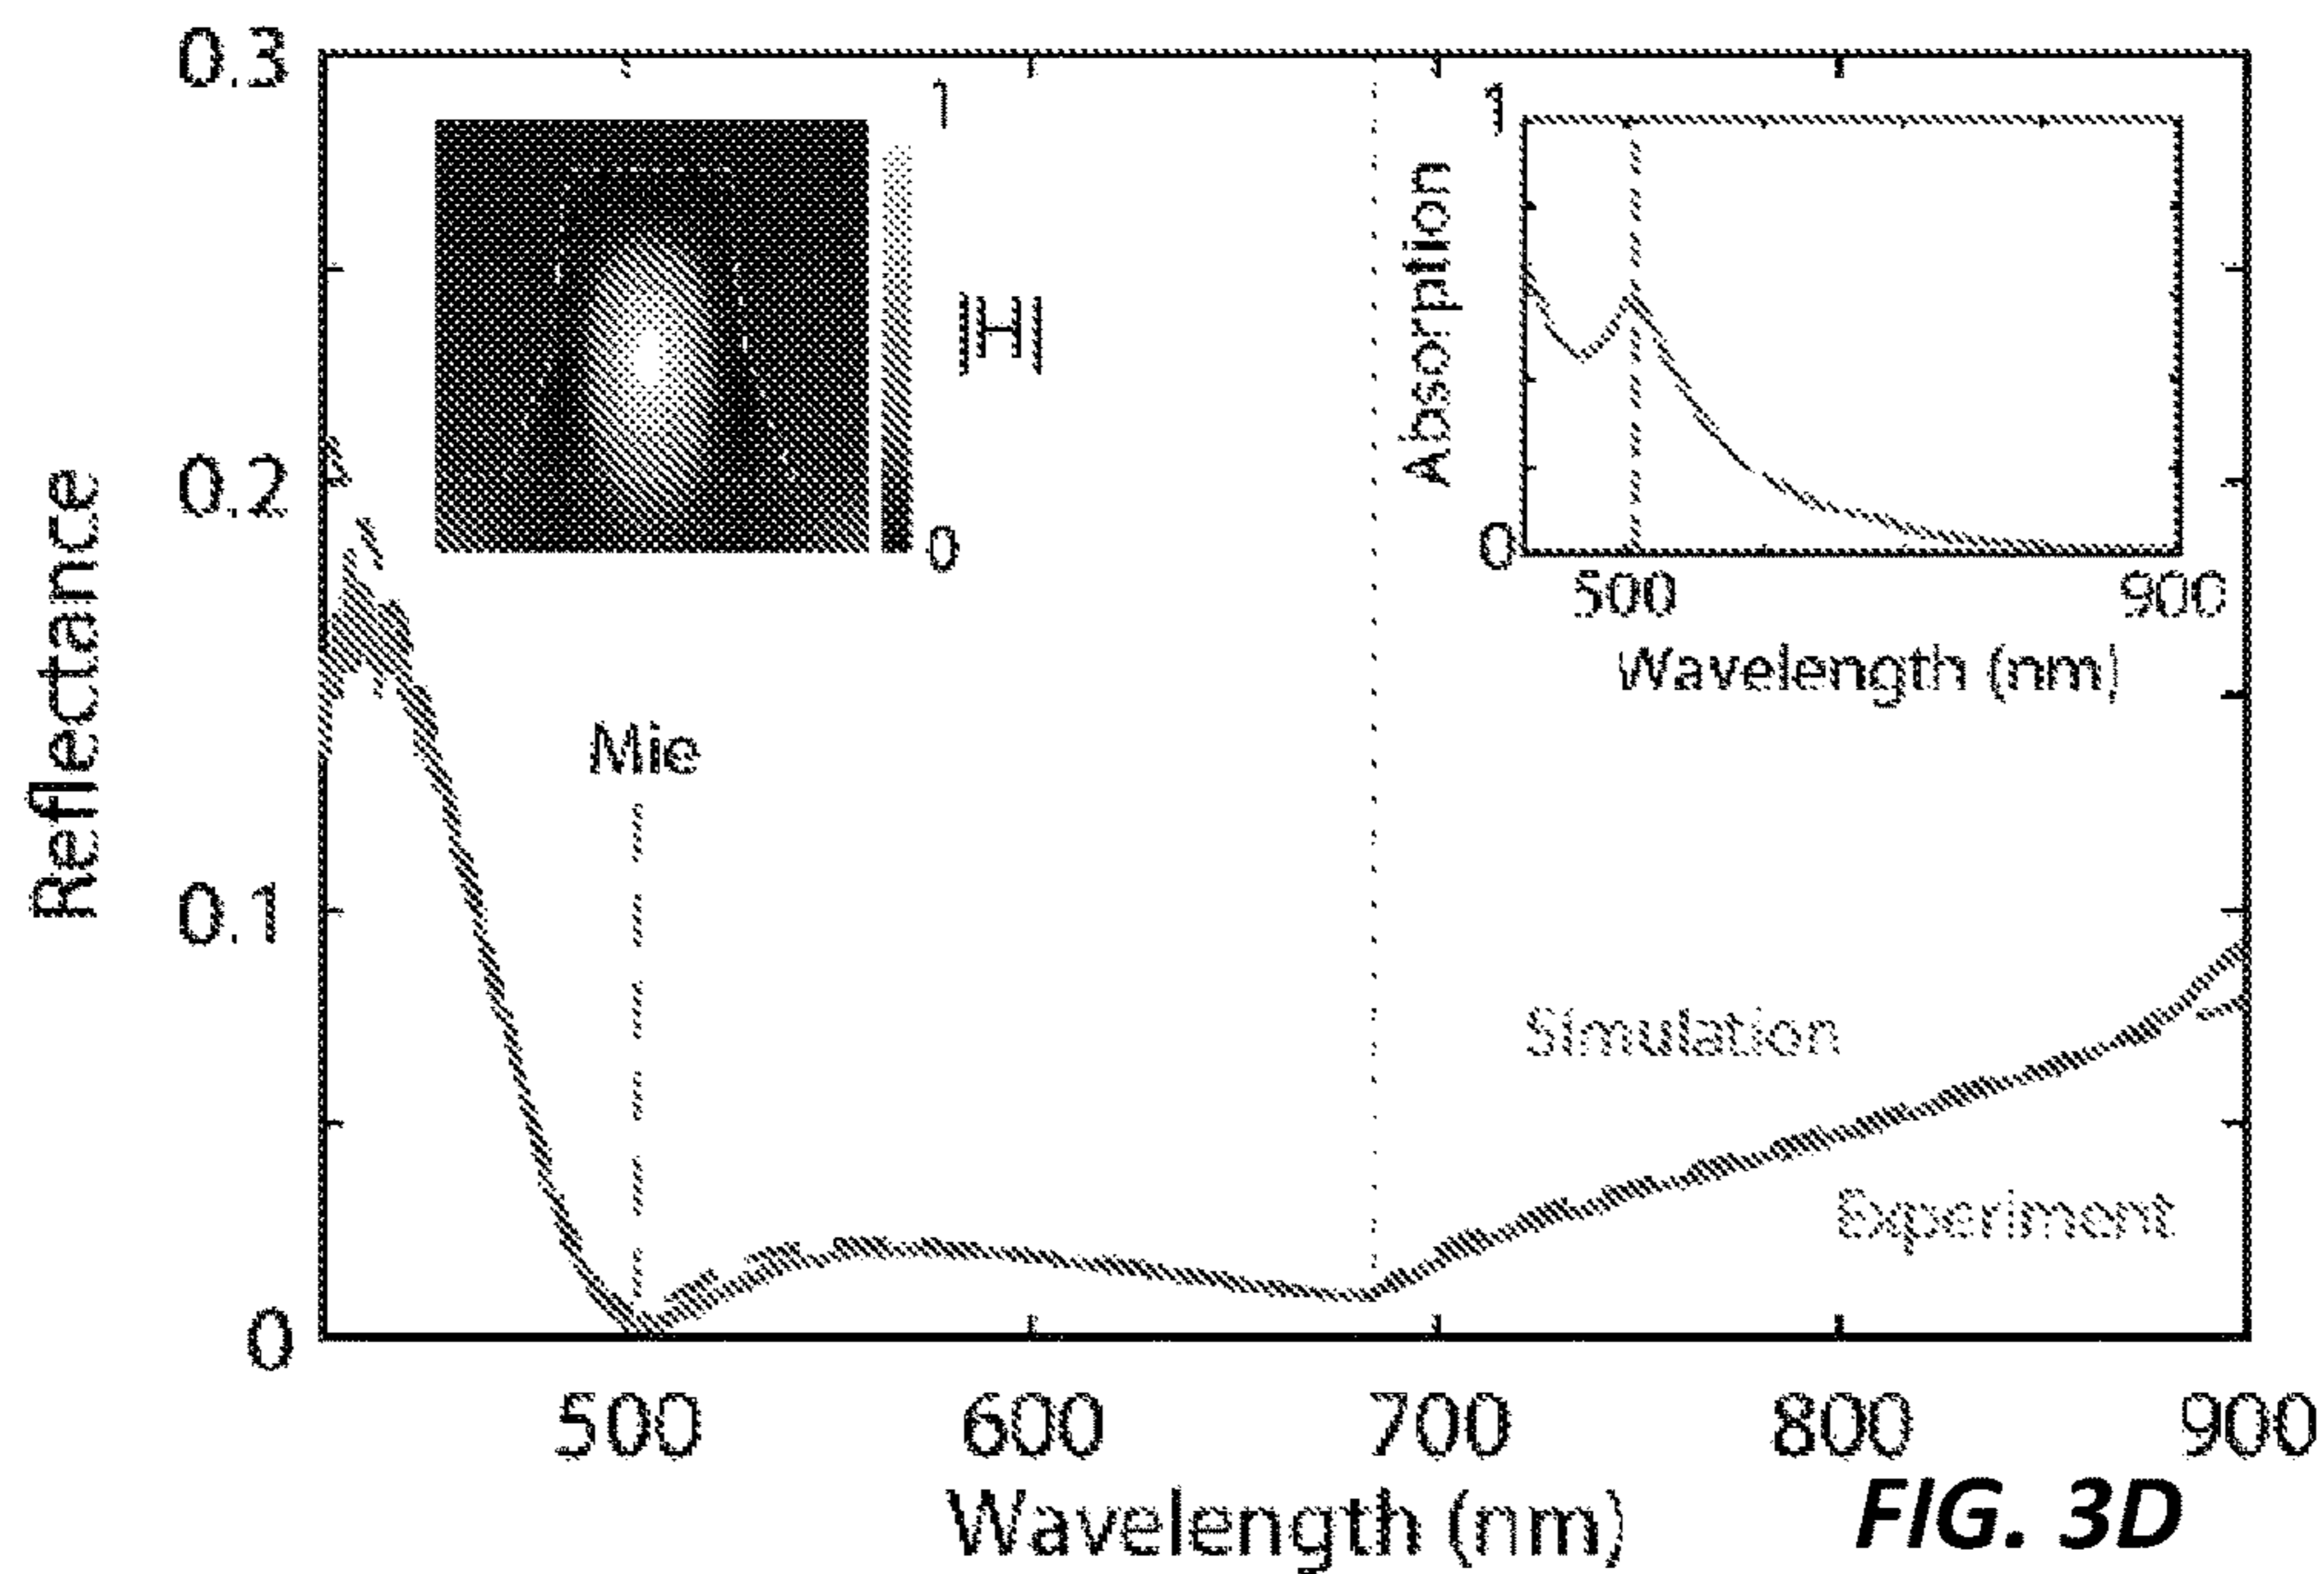 0.3
0.2
0.1
0
Reflectance
1
|H|
0
1
Absorption
0
500
900
Wavelength (nm)
Mie
Simulation
Experiment
500
600
700
800
900
Wavelength (nm)
FIG. 3D